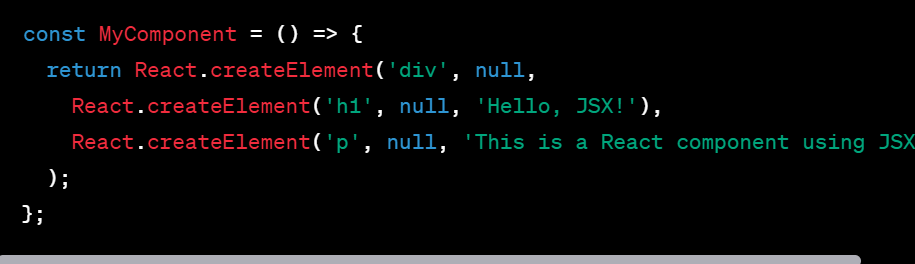 const MyComponent = () => {
return React.createElement('div', null,
React.createElement('h1', null, 'Hello, JSX!'),
React.createElement('p', null, 'This is a React component using JSX
);
};